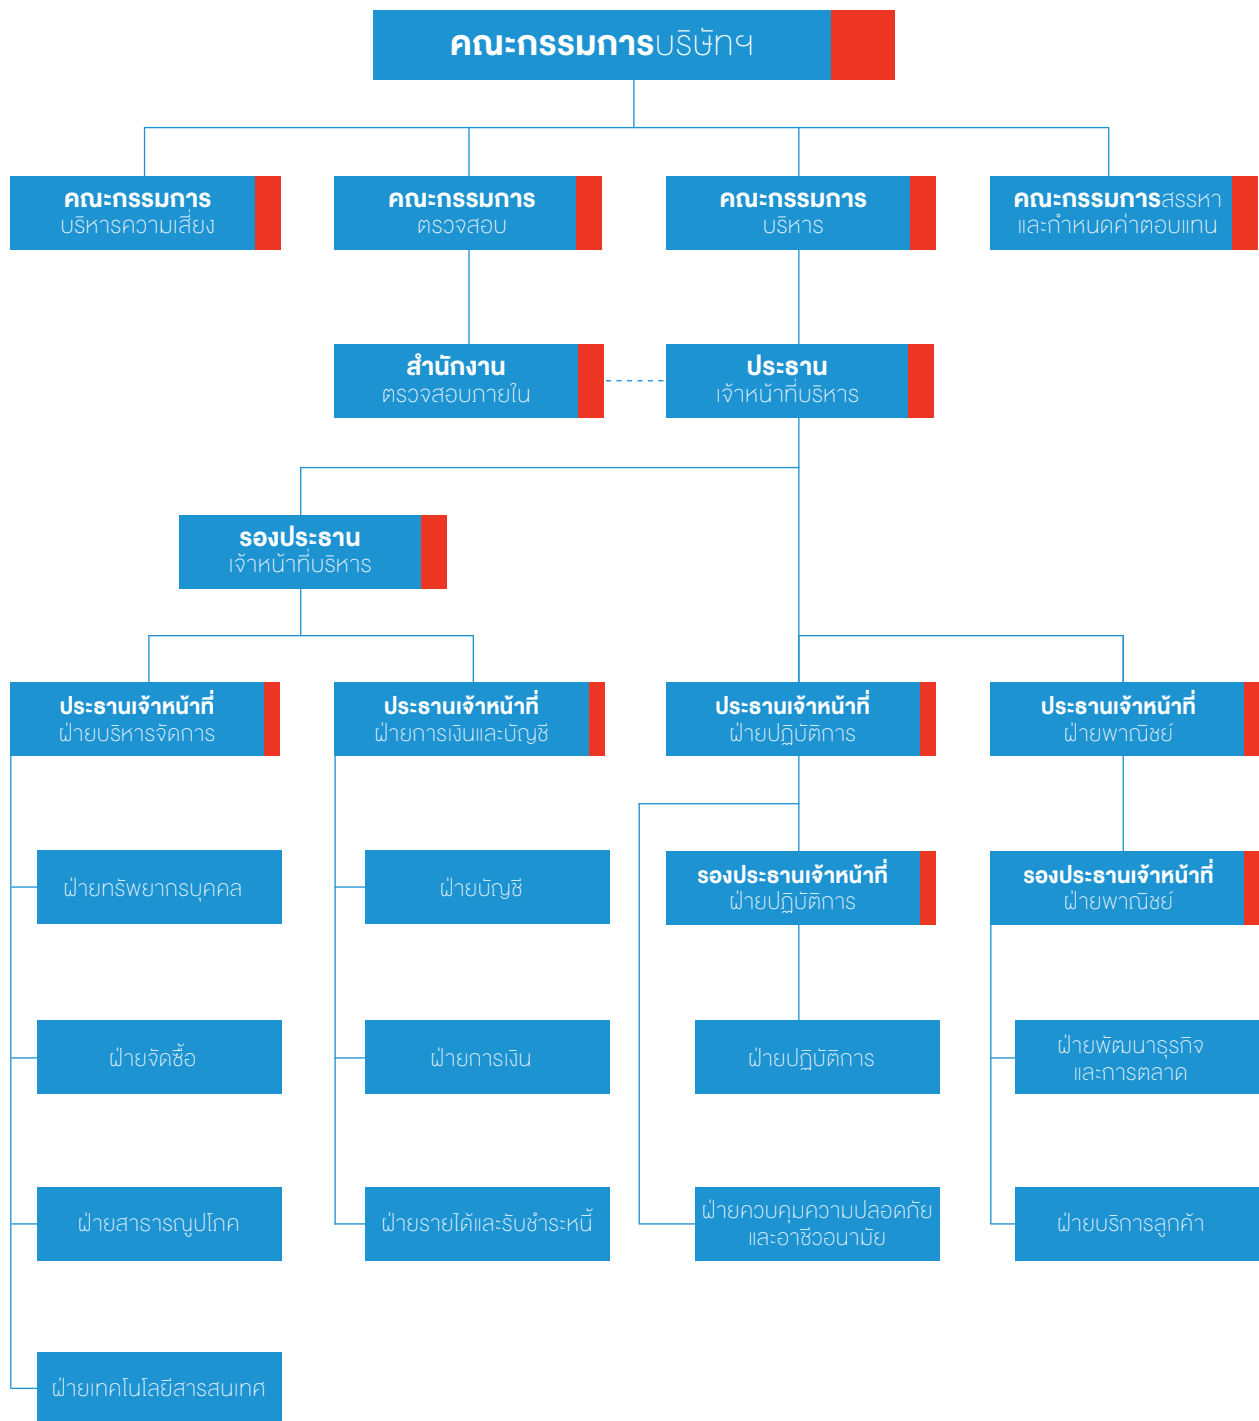 คณะกรรมการบริษัทฯ
คณะกรรมการ
บริหารความเสี่ยง
คณะกรรมการ
ตรวจสอบ
คณะกรรมการ
บริหาร
คณะกรรมการสรรหา
และกำหนดค่าตอบแทน
สำนักงาน
ตรวจสอบภายใน
ประธาน
เจ้าหน้าที่บริหาร
รองประธาน
เจ้าหน้าที่บริหาร
ประธานเจ้าหน้าที่
ฝ่ายบริหารจัดการ
ประธานเจ้าหน้าที่
ฝ่ายการเงินและบัญชี
ประธานเจ้าหน้าที่
ฝ่ายปฏิบัติการ
ประธานเจ้าหน้าที่
ฝ่ายพาณิชย์
ฝ่ายทรัพยากรบุคคล
ฝ่ายบัญชี
รองประธานเจ้าหน้าที่
ฝ่ายปฏิบัติการ
รองประธานเจ้าหน้าที่
ฝ่ายพาณิชย์
ฝ่ายจัดซื้อ
ฝ่ายการเงิน
ฝ่ายปฏิบัติการ
ฝ่ายพัฒนาธุรกิจ
และการตลาด
ฝ่ายสาธารณูปโภค
ฝ่ายรายได้และรับชำระหนี้
ฝ่ายควบคุมความปลอดภัย
และอาชีวอนามัย
ฝ่ายบริการลูกค้า
ฝ่ายเทคโนโลยีสารสนเทศ